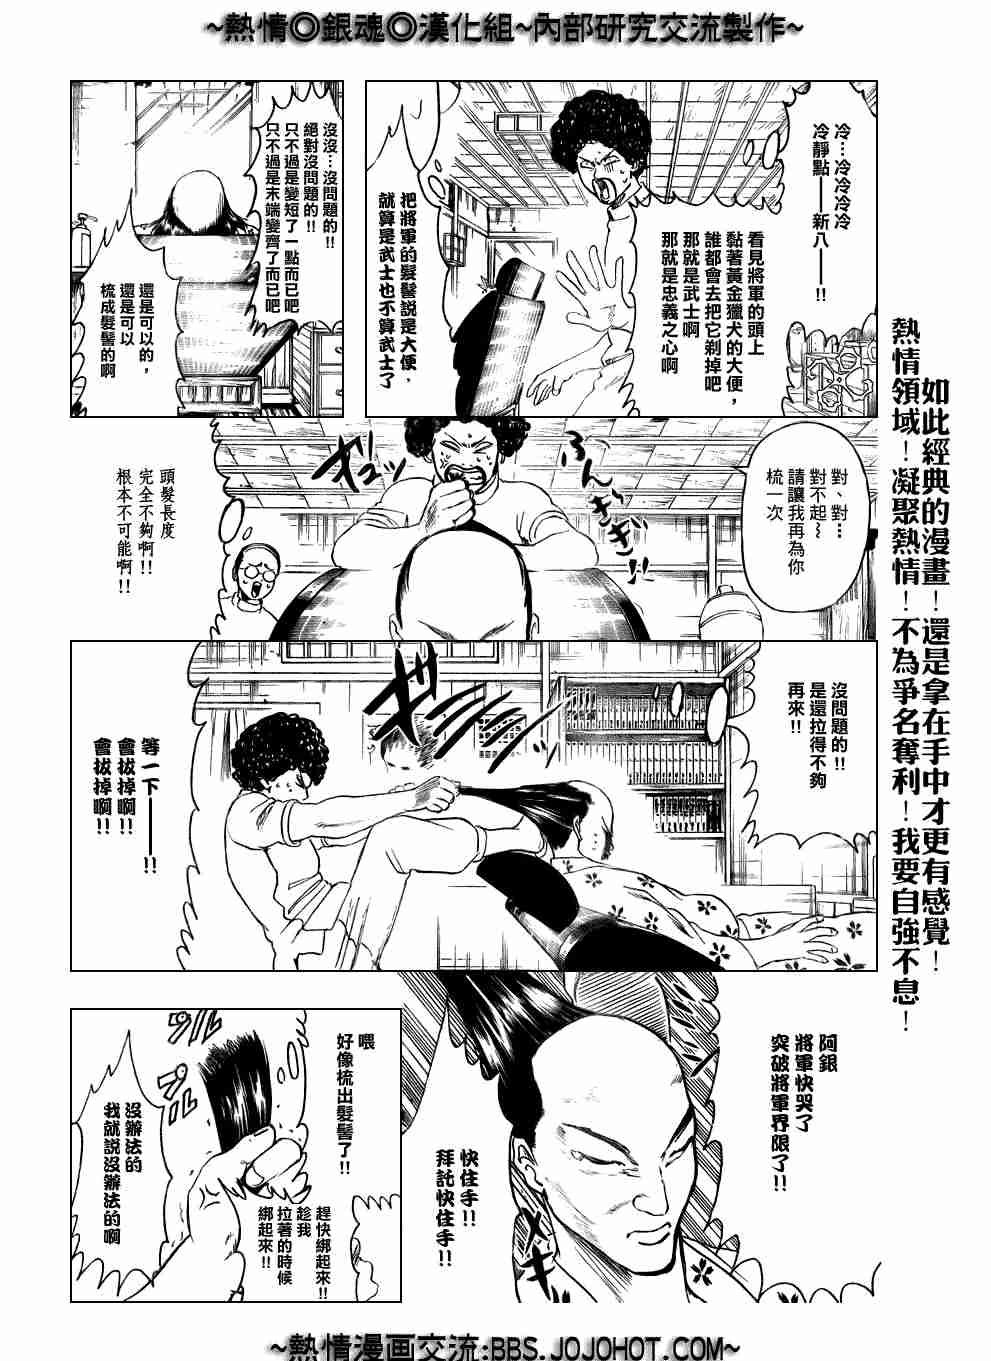 ~熱情◎銀魂◎漢化組~內部研究交流製作~
冷…冷冷冷冷
冷靜點——新八——!!
看見將軍的頭上
黏著黃金獵犬的大便，
誰都會去把它剃掉吧
那就是武士啊
那就是忠義之心啊
把將軍的髮髻說是大便，
就算是武士也不算武士了
沒沒…沒問題的!!
絕對沒問題的!!
只不過是變短了一點而已吧
只不過是末端變齊了而已吧
還是可以的，
還是可以
梳成髮髻的啊
對、對…
對不起~
請讓我再為你
梳一次
ふんぎぎぎ
ギュッ
頭髮長度
完全不夠啊!!
根本不可能啊!!
沒問題的!!
是還拉得不夠
再來!!
等一下——!!
會拔掉啊!!
會拔掉啊!!
阿銀
將軍快哭了
突破將軍界限了!!
快住手!!
拜託快住手!!
喂
好像梳出髮髻了!!
趕快綁起來!!
趁我
拉著的時候
綁起來!!
プル
プル
沒辦法的
我就說沒辦法的啊
如此經典的漫畫！還是拿在手中才更有感覺！
熱情領域！凝聚熱情！不為爭名奪利！我要自強不息！
~熱情漫画交流:BBS.JOJOHOT.COM~